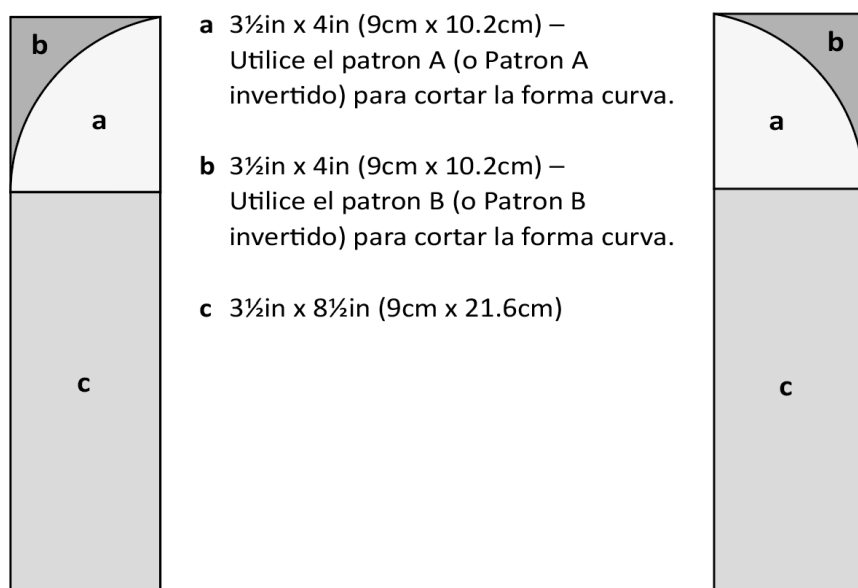 b
a
c
a 3½in x 4in (9cm x 10.2cm) –
Utilice el patron A (o Patron A
invertido) para cortar la forma curva.
b 3½in x 4in (9cm x 10.2cm) –
Utilice el patron B (o Patron B
invertido) para cortar la forma curva.
c 3½in x 8½in (9cm x 21.6cm)
b
a
c